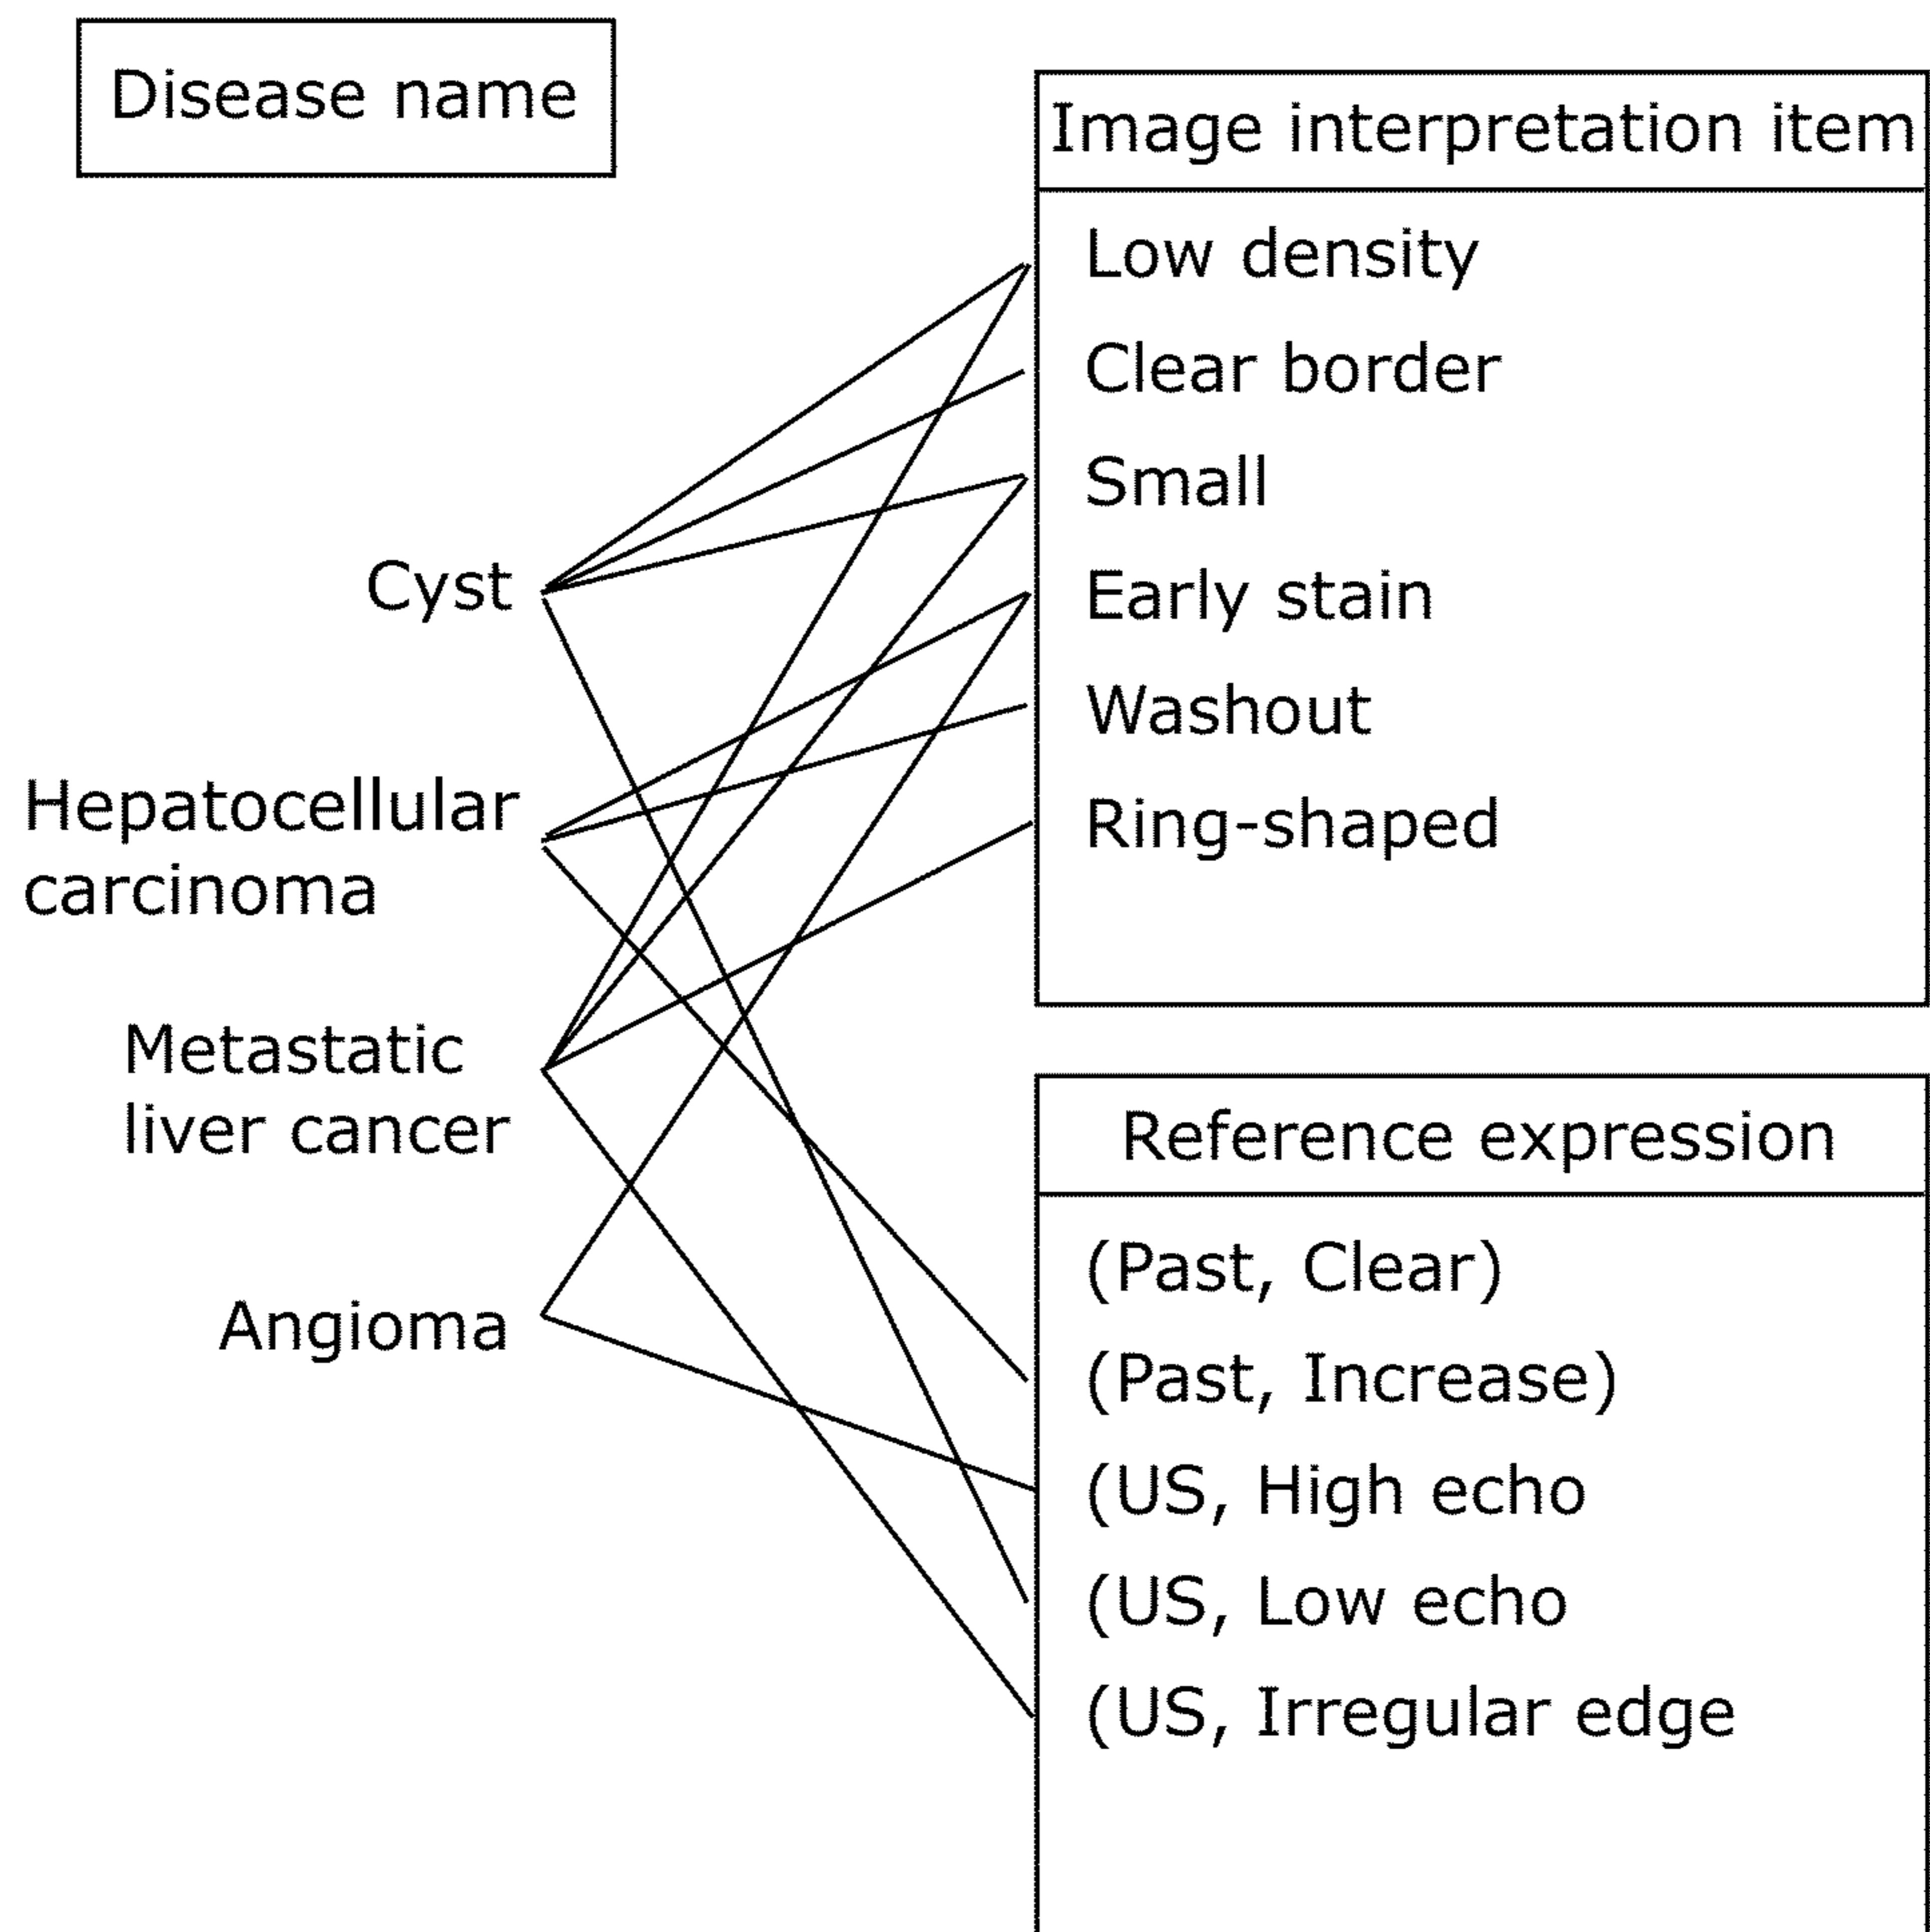 Disease name
Cyst
Hepatocellular
carcinoma
Metastatic
liver cancer
Angioma
Image interpretation item
Low density
Clear border
Small
Early stain
Washout
Ring-shaped
Reference expression
(Past, Clear)
(Past, Increase)
(US, High echo
(US, Low echo
(US, Irregular edge